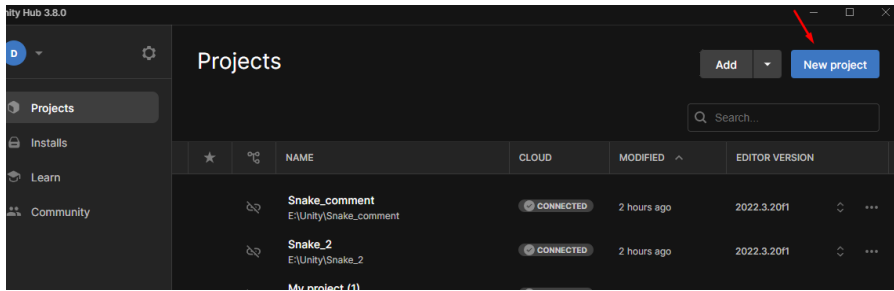 nity Hub 3.8.0
D
Projects
Add
New project
Projects
Search...
Installs
Learn
Community
NAME
CLOUD
MODIFIED
EDITOR VERSION
Snake_comment
E:\Unity\Snake_comment
CONNECTED
2 hours ago
2022.3.20f1
Snake_2
E:\Unity\Snake_2
CONNECTED
2 hours ago
2022.3.20f1
My project (1)